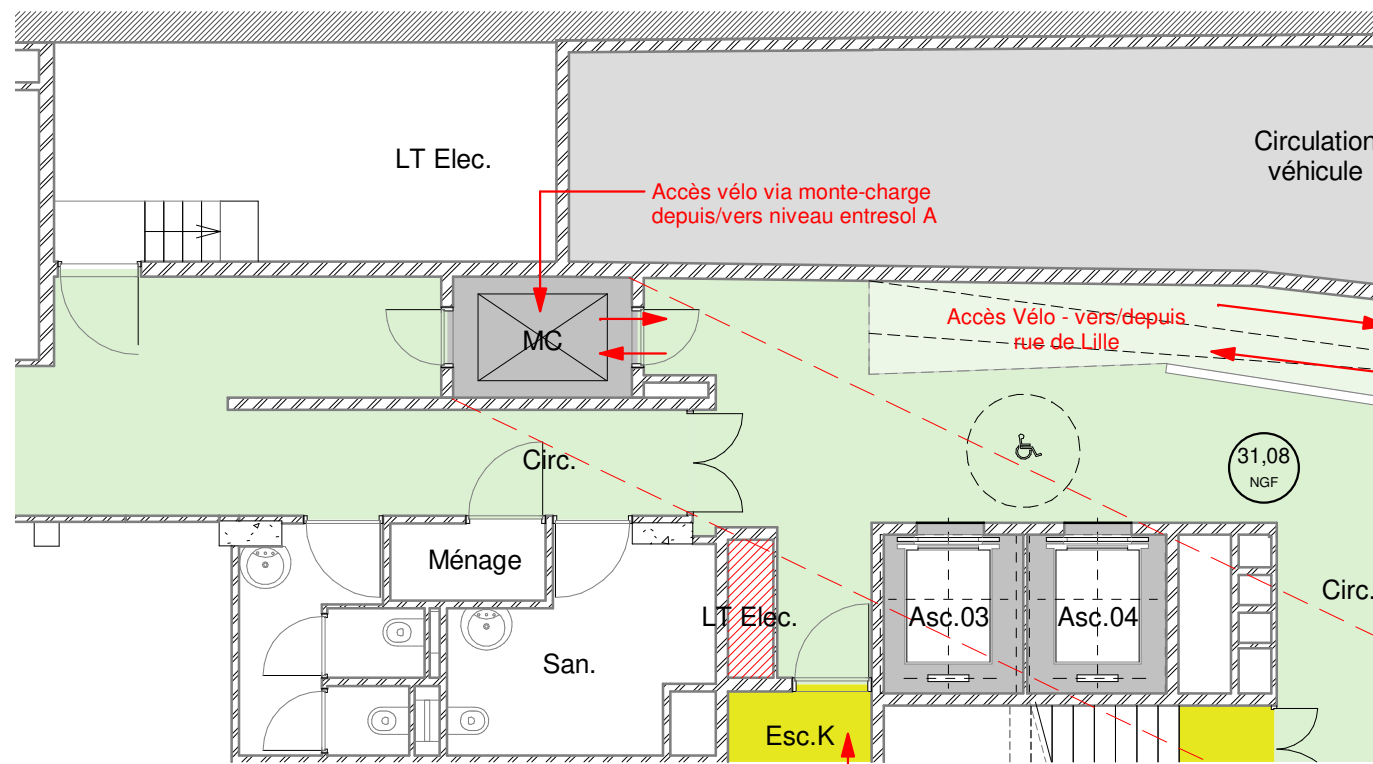 Circulation
véhicule
LT Elec.
Accès vélo via monte-charge
depuis/vers niveau entresol A
Accès Vélo - vers/depuis
rue de Lille
MC
Circ.
31,08
NGF
Ménage
Circ.
LT Elec.
Asc.03
Asc.04
San.
Esc.K